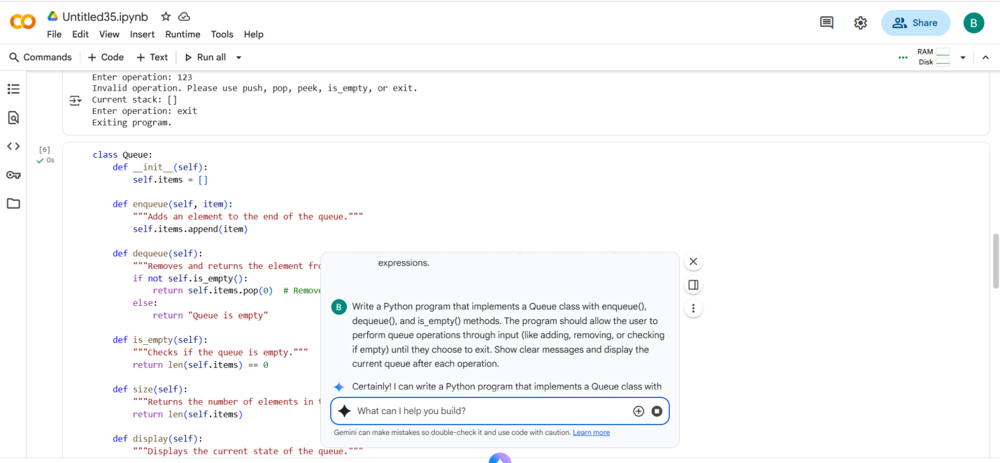 Untitled35.ipynb
File Edit View Insert Runtime Tools Help
Share
B
Commands + Code + Text Run all
RAM
Disk
Enter operation: 123
Invalid operation. Please use push, pop, peek, is_empty, or exit.
Current stack: []
Enter operation: exit
Exiting program.
[6]
0s
class Queue:
    def __init__(self):
        self.items = []
    def enqueue(self, item):
        """Adds an element to the end of the queue."""
        self.items.append(item)
    def dequeue(self):
        """Removes and returns the element
        if not self.is_empty():
            return self.items.pop(0)  # Remove
        else:
            return "Queue is empty"
    def is_empty(self):
        """Checks if the queue is empty."""
        return len(self.items) == 0
    def size(self):
        """Returns the number of elements in
        return len(self.items)
    def display(self):
        """Displays the current state of the queue."""
expressions.
B
Write a Python program that implements a Queue class with enqueue(),
dequeue(), and is_empty() methods. The program should allow the user to
perform queue operations through input (like adding, removing, or checking
if empty) until they choose to exit. Show clear messages and display the
current queue after each operation.
Certainly! I can write a Python program that implements a Queue class with
What can I help you build?
Gemini can make mistakes so double-check it and use code with caution. Learn more